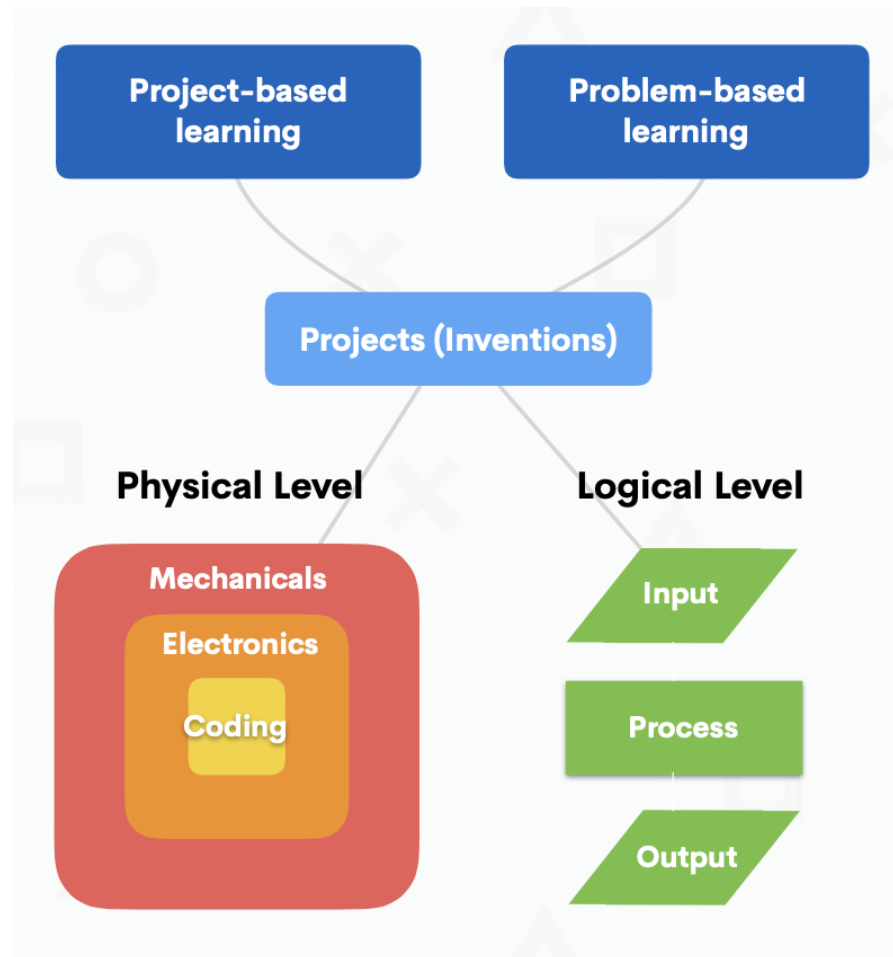 Project-based
learning
Problem-based
learning
Projects (Inventions)
Physical Level
Logical Level
Mechanicals
Electronics
Coding
Input
Process
Output